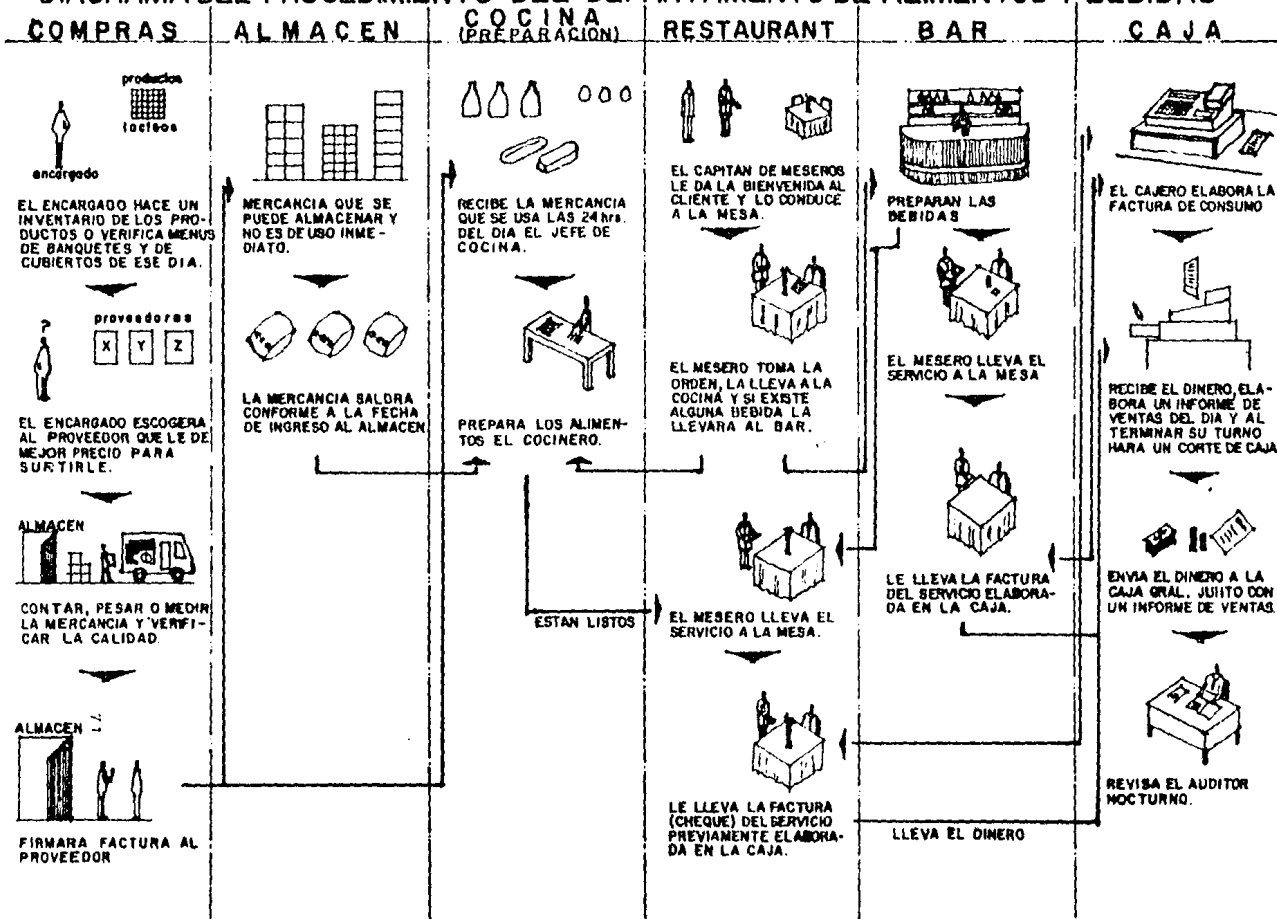 DIAGRAMA DEL PROCEDIMIENTO DEL DEPARTAMENTO DE ALIMENTOS Y BEBIDAS
COMPRAS
productos
lacteos
encargado
EL ENCARGADO HACE UN
INVENTARIO DE LOS PRO-
DUCTOS O VERIFICA MENUS
DE BANQUETES Y DE
CUBIERTOS DE ESE DIA.
?
proveedores
X Y Z
EL ENCARGADO ESCOGERA
AL PROVEEDOR QUE LE DE
MEJOR PRECIO PARA
SURTIRLE.
ALMACEN
CONTAR, PESAR O MEDIR
LA MERCANCIA Y VERIFI-
CAR LA CALIDAD.
ALMACEN
FIRMARA FACTURA AL
PROVEEDOR
ALMACEN
MERCANCIA QUE SE
PUEDE ALMACENAR Y
NO ES DE USO INME-
DIATO.
LA MERCANCIA SALDRA
CONFORME A LA FECHA
DE INGRESO AL ALMACEN
COCINA
(PREPARACION)
RECIBE LA MERCANCIA
QUE SE USA LAS 24 hrs.
DEL DIA EL JEFE DE
COCINA.
PREPARA LOS ALIMEN-
TOS EL COCINERO.
ESTAN LISTOS
RESTAURANT
EL CAPITAN DE MESEROS
LE DA LA BIENVENIDA AL
CLIENTE Y LO CONDUCE
A LA MESA.
EL MESERO TOMA LA
ORDEN, LA LLEVA A LA
COCINA Y SI EXISTE
ALGUNA BEBIDA LA
LLEVARA AL BAR.
EL MESERO LLEVA EL
SERVICIO A LA MESA.
LE LLEVA LA FACTURA
(CHEQUE) DEL SERVICIO
PREVIAMENTE ELABORA-
DA EN LA CAJA.
BAR
PREPARAN LAS
BEBIDAS
EL MESERO LLEVA EL
SERVICIO A LA MESA
LE LLEVA LA FACTURA
DEL SERVICIO ELABORA-
DA EN LA CAJA.
LLEVA EL DINERO
CAJA
EL CAJERO ELABORA LA
FACTURA DE CONSUMO
RECIBE EL DINERO, ELA-
BORA UN INFORME DE
VENTAS DEL DIA Y AL
TERMINAR SU TURNO
HARA UN CORTE DE CAJA
ENVIA EL DINERO A LA
CAJA GRAL. JUNTO CON
UN INFORME DE VENTAS.
REVISA EL AUDITOR
NOCTURNO.